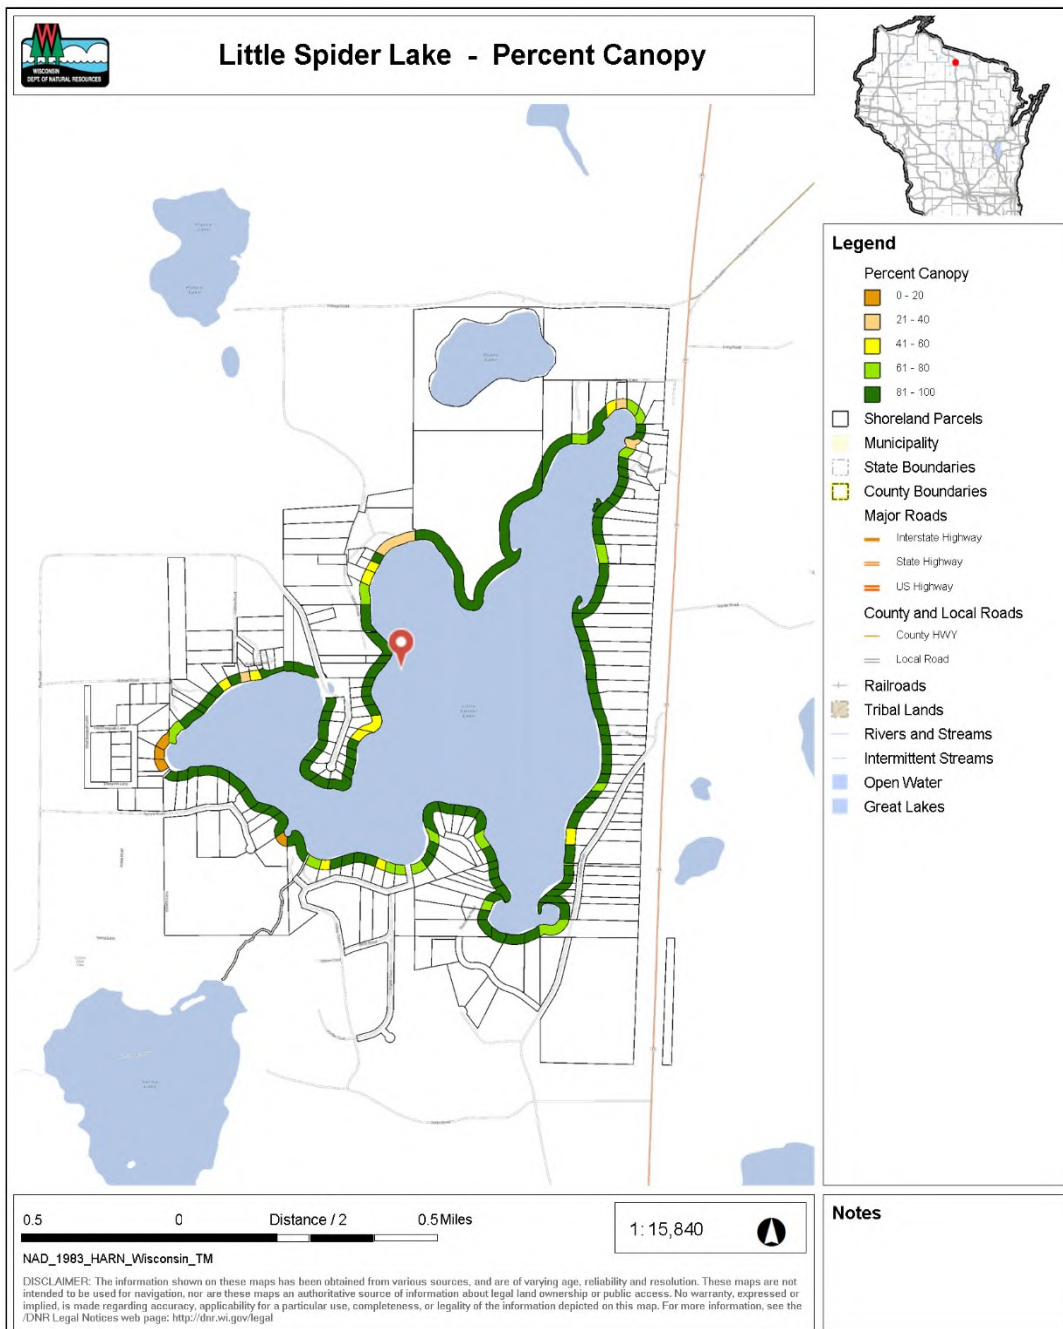 WISCONSIN
DEPT. OF NATURAL RESOURCES
Little Spider Lake - Percent Canopy
Legend
Percent Canopy
0 - 20
21 - 40
41 - 60
61 - 80
81 - 100
Shoreland Parcels
Municipality
State Boundaries
County Boundaries
Major Roads
Interstate Highway
State Highway
US Highway
County and Local Roads
County HWY
Local Road
Railroads
Tribal Lands
Rivers and Streams
Intermittent Streams
Open Water
Great Lakes
0.5 0 Distance / 2 0.5 Miles
NAD_1983_HARN_Wisconsin_TM
1: 15,840
DISCLAIMER: The information shown on these maps has been obtained from various sources, and are of varying age, reliability and resolution. These maps are not
intended to be used for navigation, nor are these maps an authoritative source of information about legal land ownership or public access. No warranty, expressed or
implied, is made regarding accuracy, applicability for a particular use, completeness, or legality of the information depicted on this map. For more information, see the
/DNR Legal Notices web page: http://dnr.wi.gov/legal
Notes